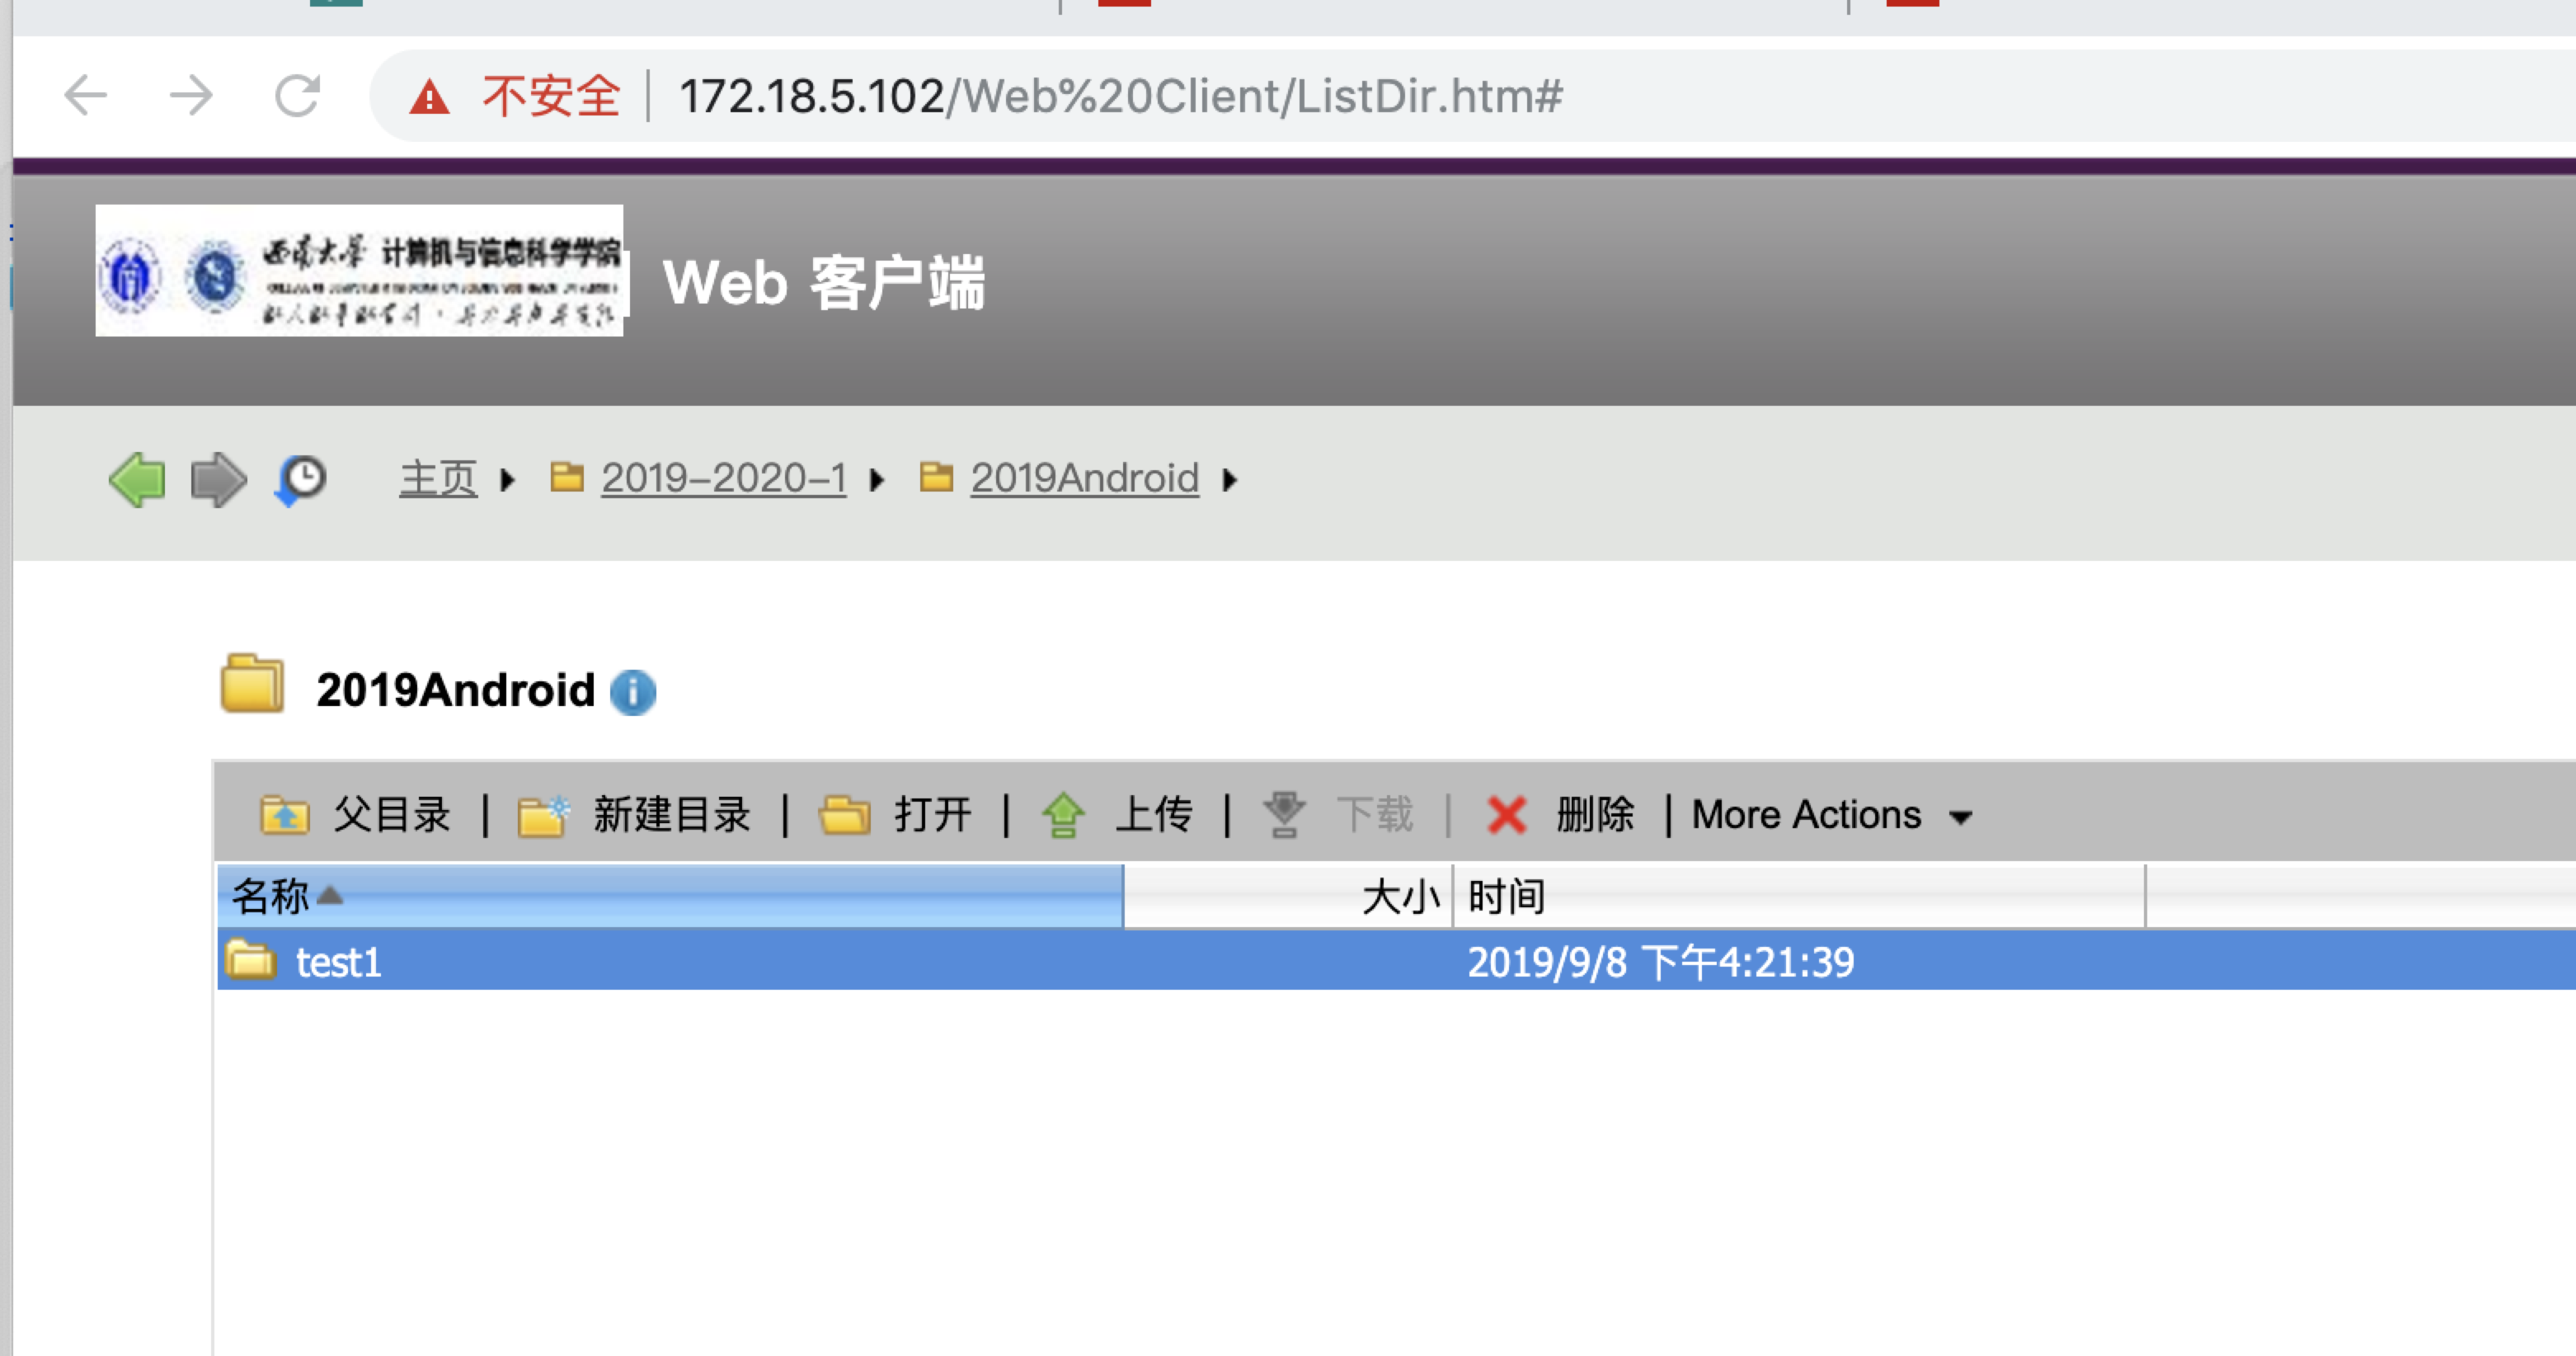 不安全 172.18.5.102/Web%20Client/ListDir.htm#
西南大学 计算机与信息科学学院
Web 客户端
主页 2019-2020-1 2019Android
2019Android
父目录 | 新建目录 | 打开 | 上传 | 下载 | 删除 | More Actions
名称 大小 时间
test1 2019/9/8 下午4:21:39